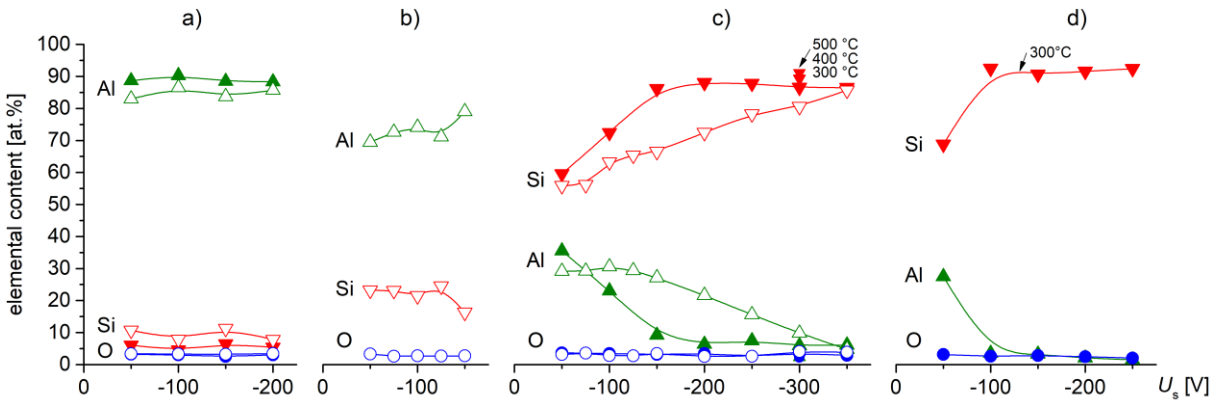 a) b) c) d)
elemental content [at.%]
100
90
80
70
60
50
40
30
20
10
0
Al
Si
O
0 -100 -200
Al
Si
O
0 -100
500 °C
400 °C
300 °C
Si
Al
O
0 -100 -200 -300
300°C
Si
Al
O
0 -100 -200
Us [V]